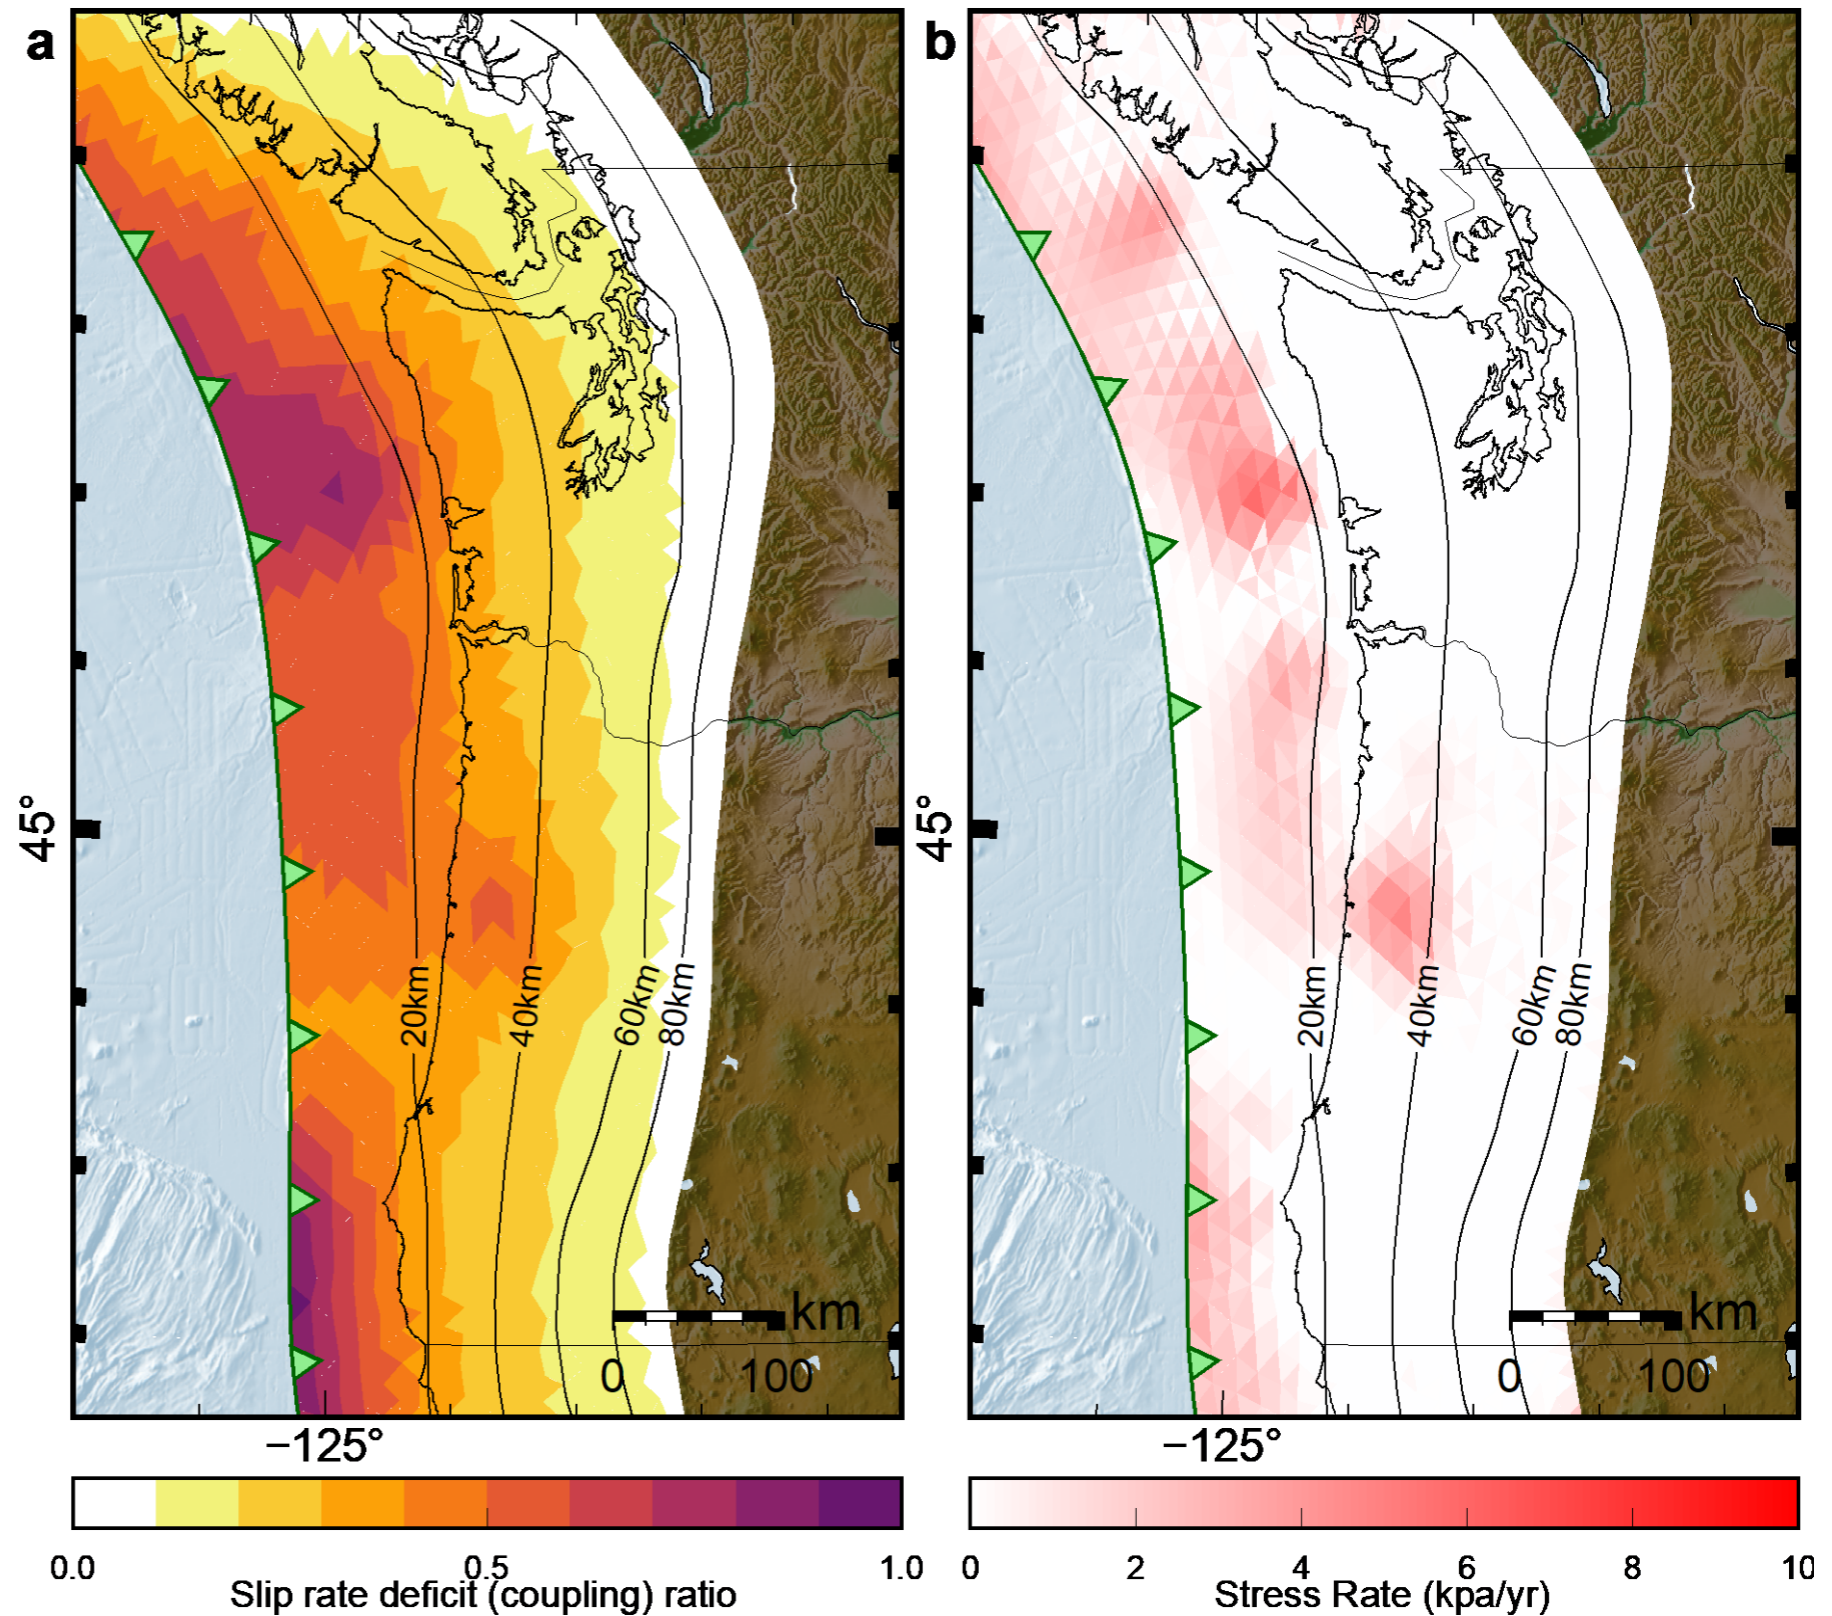 a
b
45°
45°
20km
40km
60km
80km
20km
40km
60km
80km
km
0 100
km
0 100
−125°
−125°
0.0 0.5 1.0
Slip rate deficit (coupling) ratio
0 2 4 6 8 10
Stress Rate (kpa/yr)